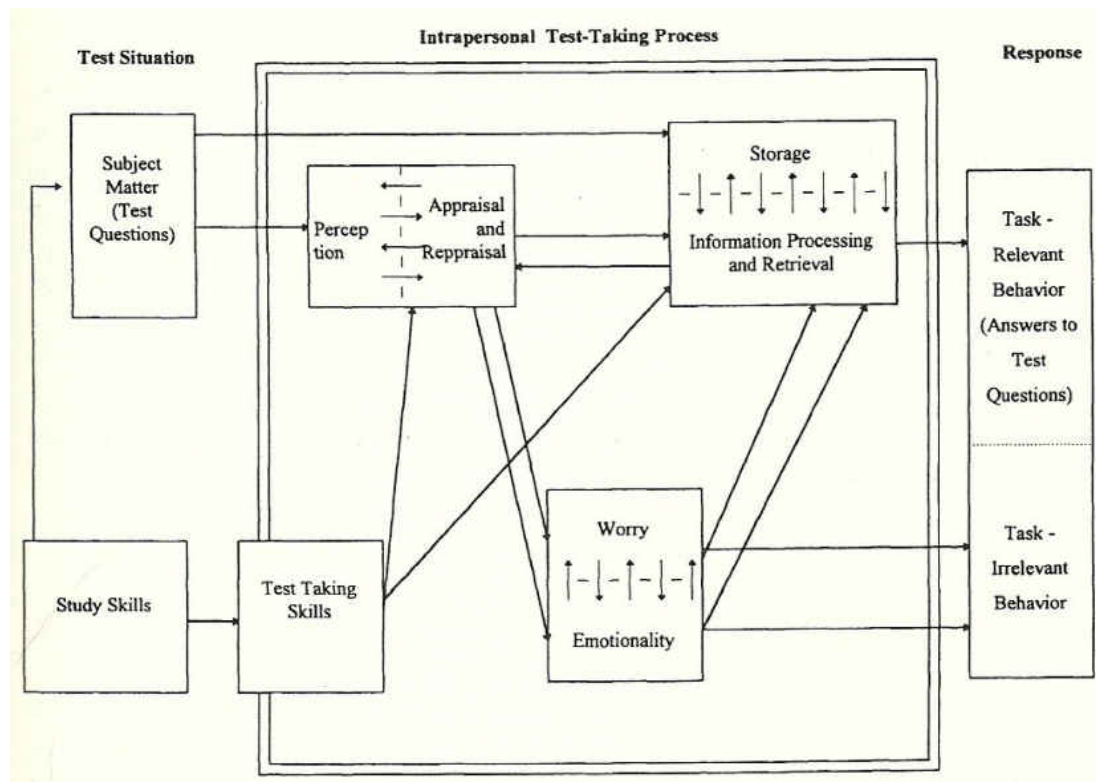 Intrapersonal Test-Taking Process
Test Situation
Response
Subject
Matter
(Test
Questions)
Percep
tion
Appraisal
and
Reppraisal
Storage
Information Processing
and Retrieval
Task -
Relevant
Behavior
(Answers to
Test
Questions)
Study Skills
Test Taking
Skills
Worry
Emotionality
Task -
Irrelevant
Behavior